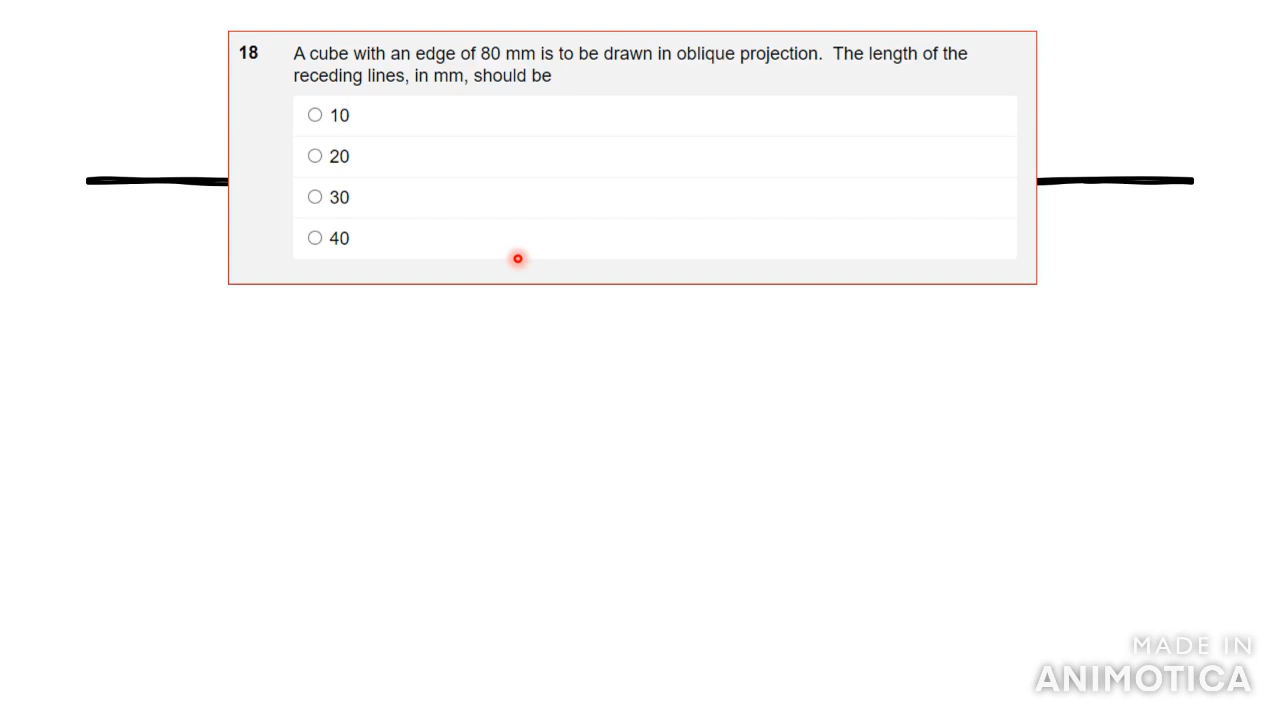 18 A cube with an edge of 80 mm is to be drawn in oblique projection. The length of the
receding lines, in mm, should be
10
20
30
40
MADE IN
ANIMOTICA